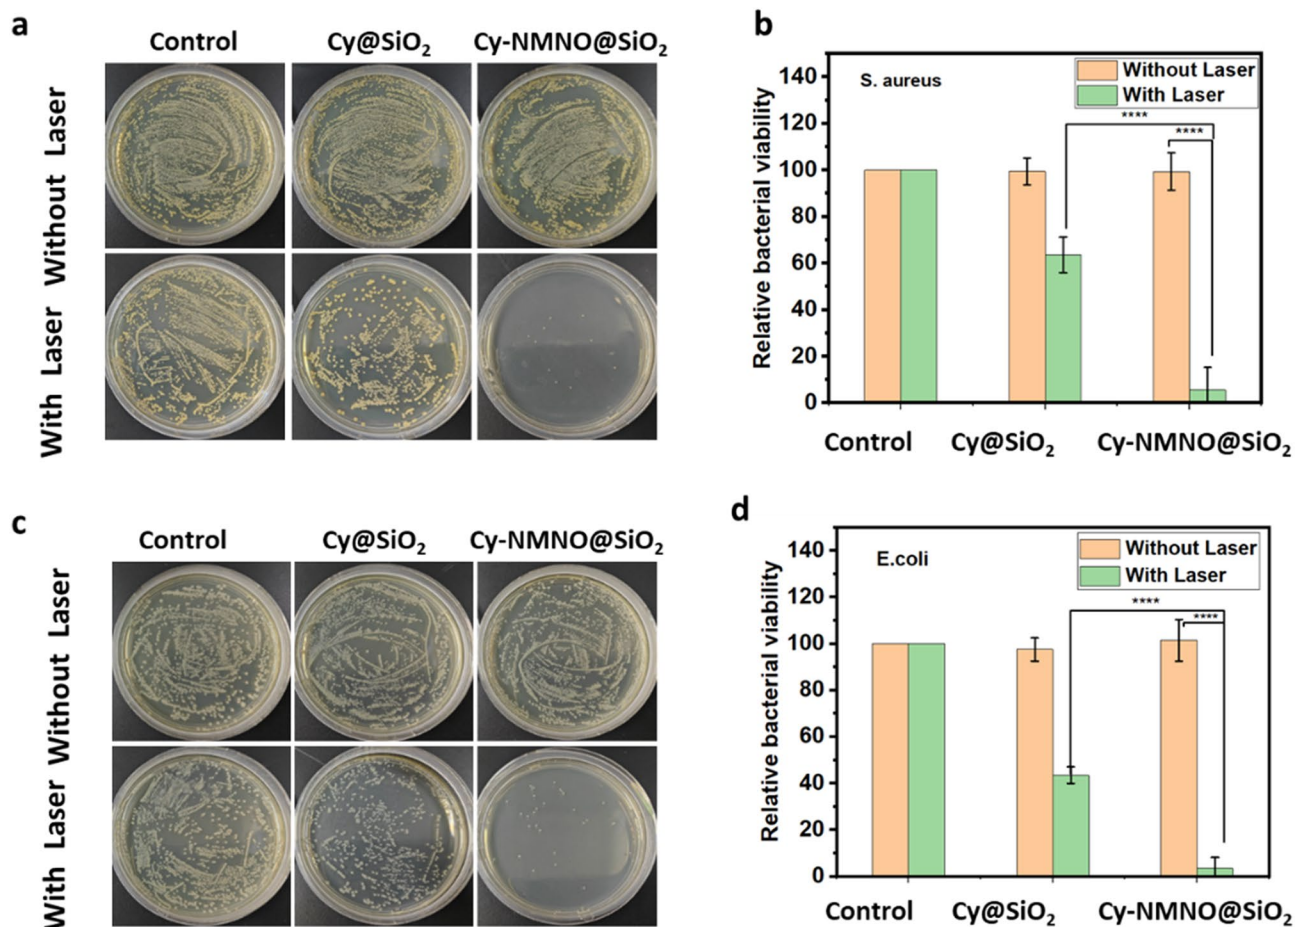 a
Control
Cy@SiO₂
Cy-NMNO@SiO₂
Without Laser
With Laser
b
140
120
100
80
60
40
20
0
Relative bacterial viability
S. aureus
Without Laser
With Laser
****
****
Control
Cy@SiO₂
Cy-NMNO@SiO₂
c
Control
Cy@SiO₂
Cy-NMNO@SiO₂
Without Laser
With Laser
d
140
120
100
80
60
40
20
0
Relative bacterial viability
E.coli
Without Laser
With Laser
****
****
Control
Cy@SiO₂
Cy-NMNO@SiO₂